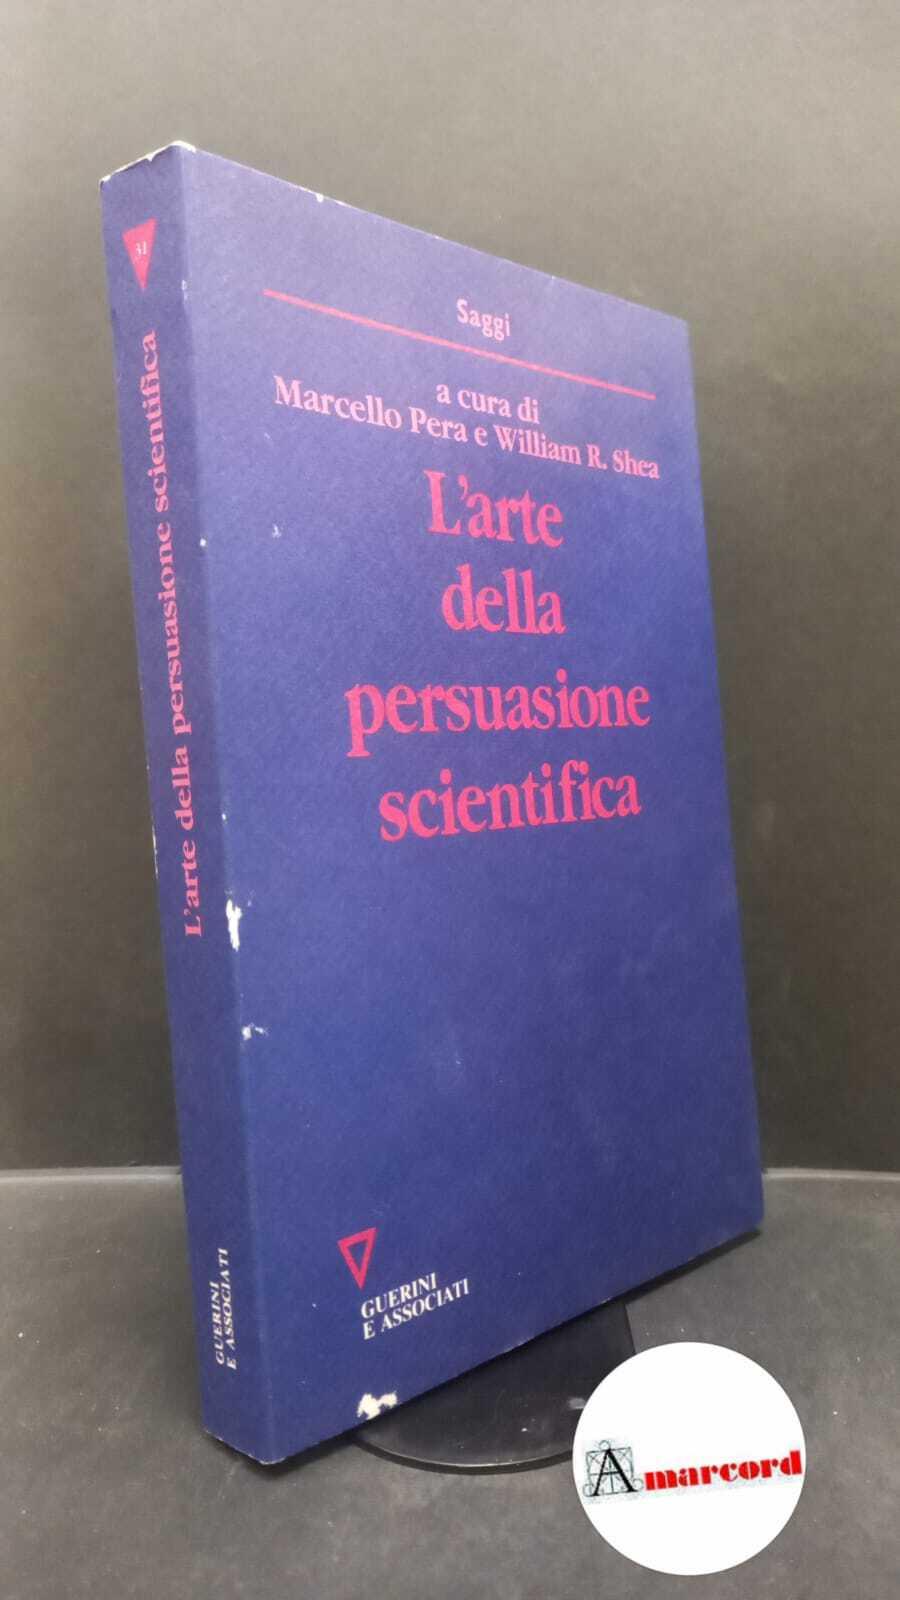 31
L'arte della persuasione scientifica
GUERINI
E ASSOCIATI
Saggi
a cura di
Marcello Pera e William R. Shea
L'arte
della
persuasione
scientifica
GUERINI
E ASSOCIATI
Amarcord